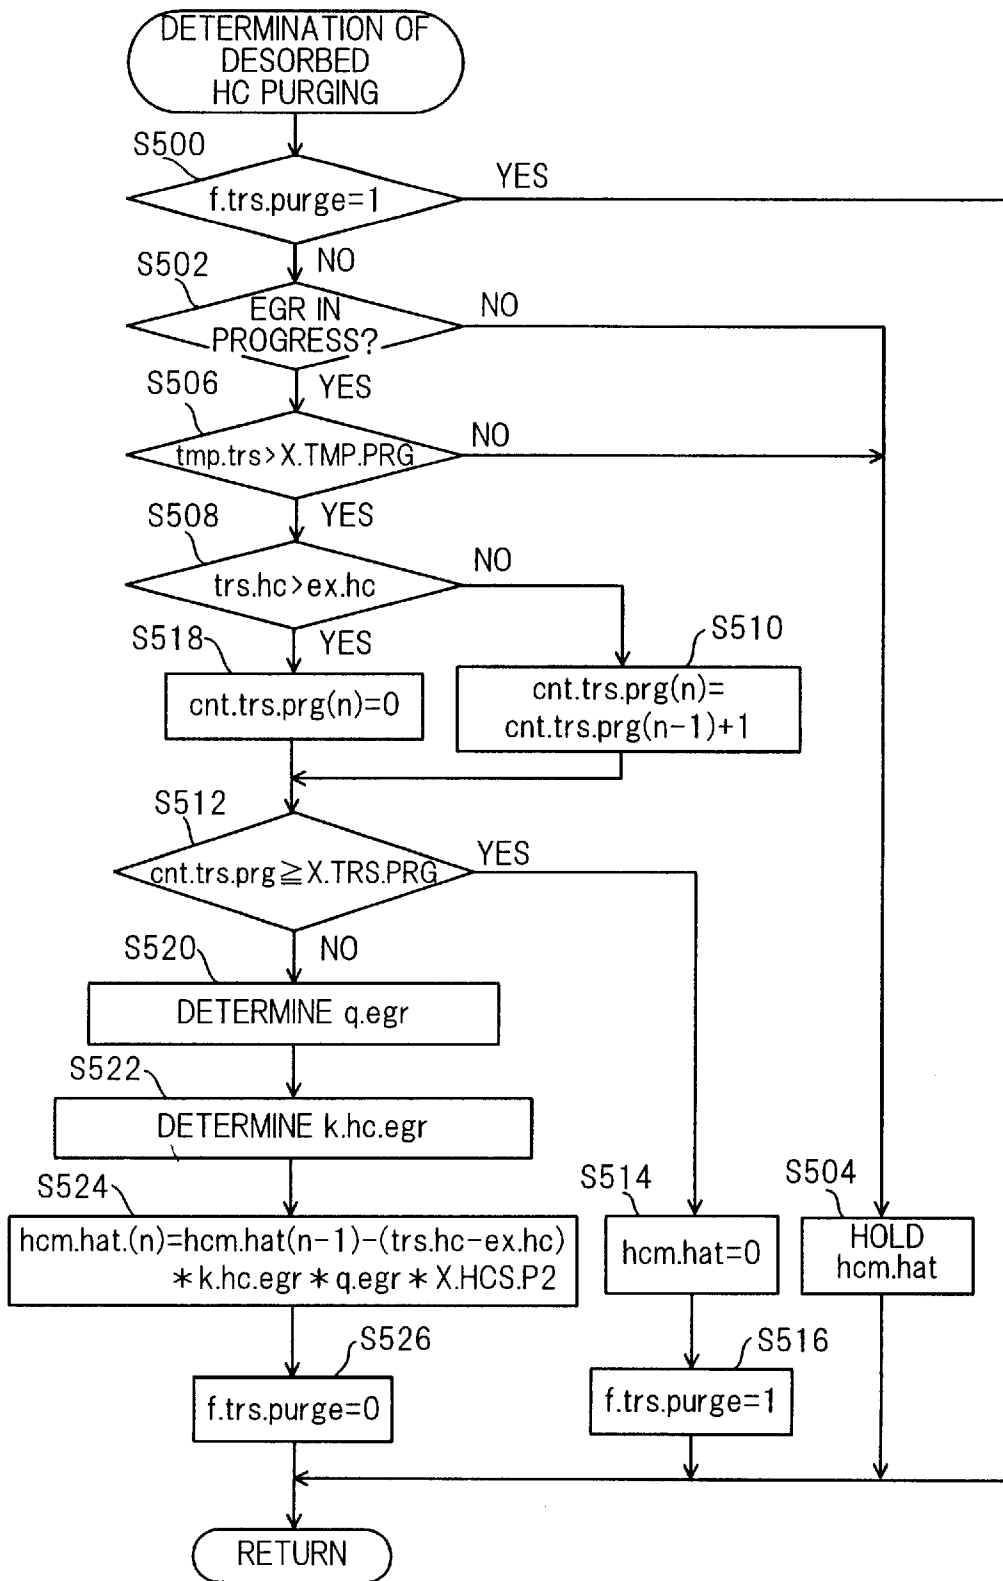 DETERMINATION OF
DESORBED
HC PURGING
S500
f.trs.purge=1
YES
NO
S502
EGR IN
PROGRESS?
NO
YES
S506
tmp.trs>X.TMP.PRG
NO
YES
S508
trs.hc>ex.hc
NO
YES
S518
cnt.trs.prg(n)=0
S510
cnt.trs.prg(n)=
cnt.trs.prg(n-1)+1
S512
cnt.trs.prg≧X.TRS.PRG
YES
NO
S520
DETERMINE q.egr
S522
DETERMINE k.hc.egr
S524
hcm.hat.(n)=hcm.hat(n-1)-(trs.hc-ex.hc)
*k.hc.egr*q.egr*X.HCS.P2
S514
hcm.hat=0
S504
HOLD
hcm.hat
S526
f.trs.purge=0
S516
f.trs.purge=1
RETURN